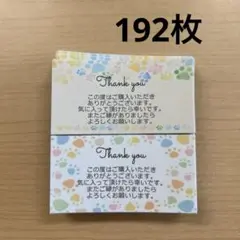 192枚
Thank you
この度はご購入いただき
ありがとうございます。
気に入って頂けたら幸いです。
またご縁がありましたら
よろしくお願いします。
Thank you
この度はご購入いただき
ありがとうございます。
気に入って頂けたら幸いです。
またご縁がありましたら
よろしくお願いします。